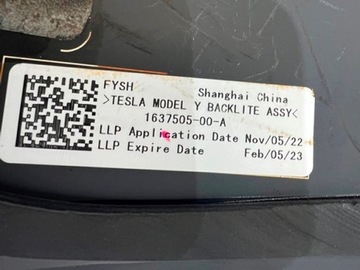 FYSH Shanghai China
>TESLA MODEL Y BACKLITE ASSY<
1637505-00-A
LLP Application Date Nov/05/22
LLP Expire Date Feb/05/23